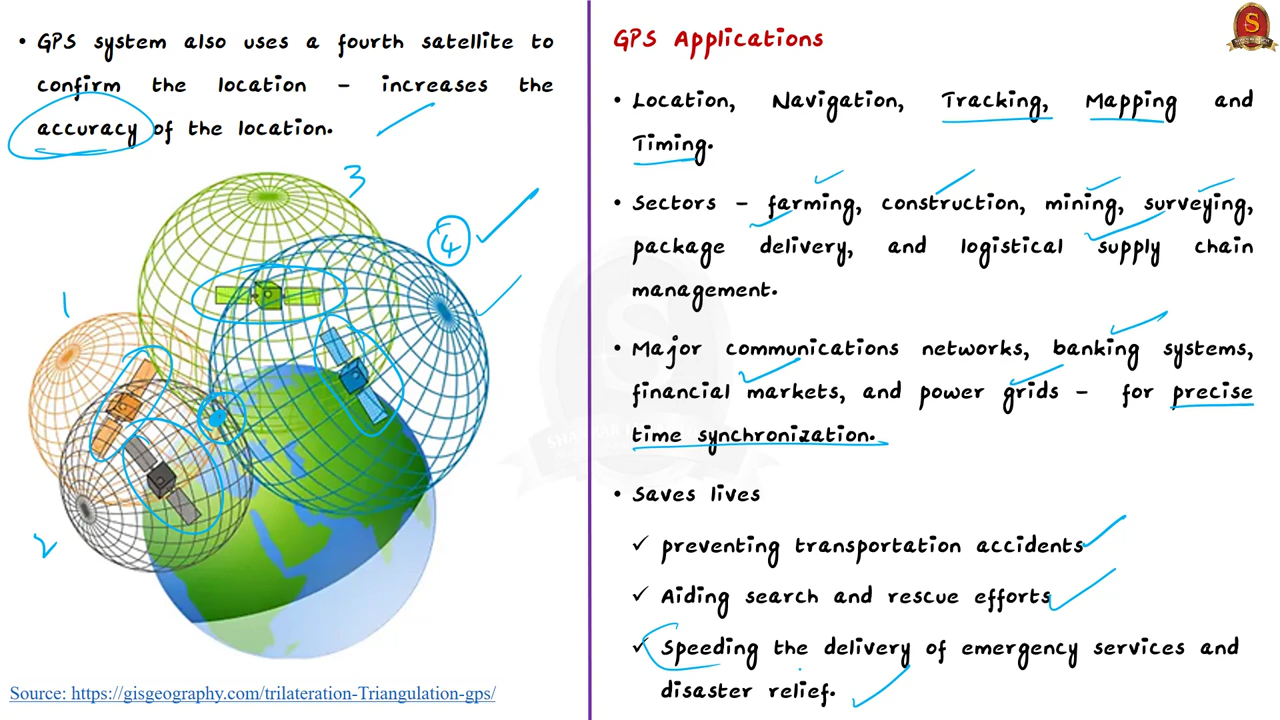 • GPS system also uses a fourth satellite to
confirm the location – increases the
accuracy of the location.
3
4
1
2
Source: https://gisgeography.com/trilateration-Triangulation-gps/
GPS Applications
• Location, Navigation, Tracking, Mapping and
Timing.
• Sectors – farming, construction, mining, surveying,
package delivery, and logistical supply chain
management.
• Major communications networks, banking systems,
financial markets, and power grids – for precise
time synchronization.
• Saves lives
✓ preventing transportation accidents
✓ Aiding search and rescue efforts
✓ Speeding the delivery of emergency services and
disaster relief.
S